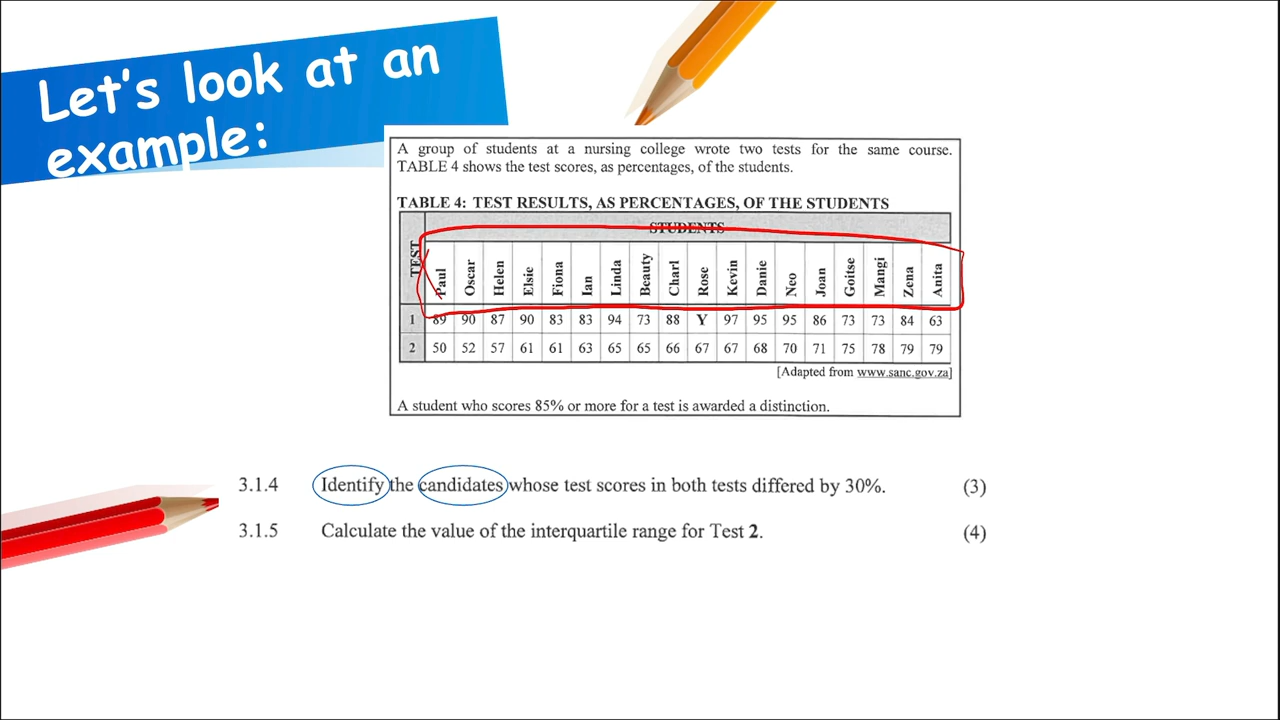 Let's look at an
example:
A group of students at a nursing college wrote two tests for the same course.
TABLE 4 shows the test scores, as percentages, of the students.
TABLE 4: TEST RESULTS, AS PERCENTAGES, OF THE STUDENTS
TEST STUDENTS
Paul Oscar Helen Elsie Fiona Ian Linda Beauty Charl Rose Kevin Danie Neo Joan Goitse Mangi Zena Anita
1 89 90 87 90 83 83 94 73 88 Y 97 95 95 86 73 73 84 63
2 50 52 57 61 61 63 65 65 66 67 67 68 70 71 75 78 79 79
[Adapted from www.sanc.gov.za]
A student who scores 85% or more for a test is awarded a distinction.
3.1.4 Identify the candidates whose test scores in both tests differed by 30%. (3)
3.1.5 Calculate the value of the interquartile range for Test 2. (4)